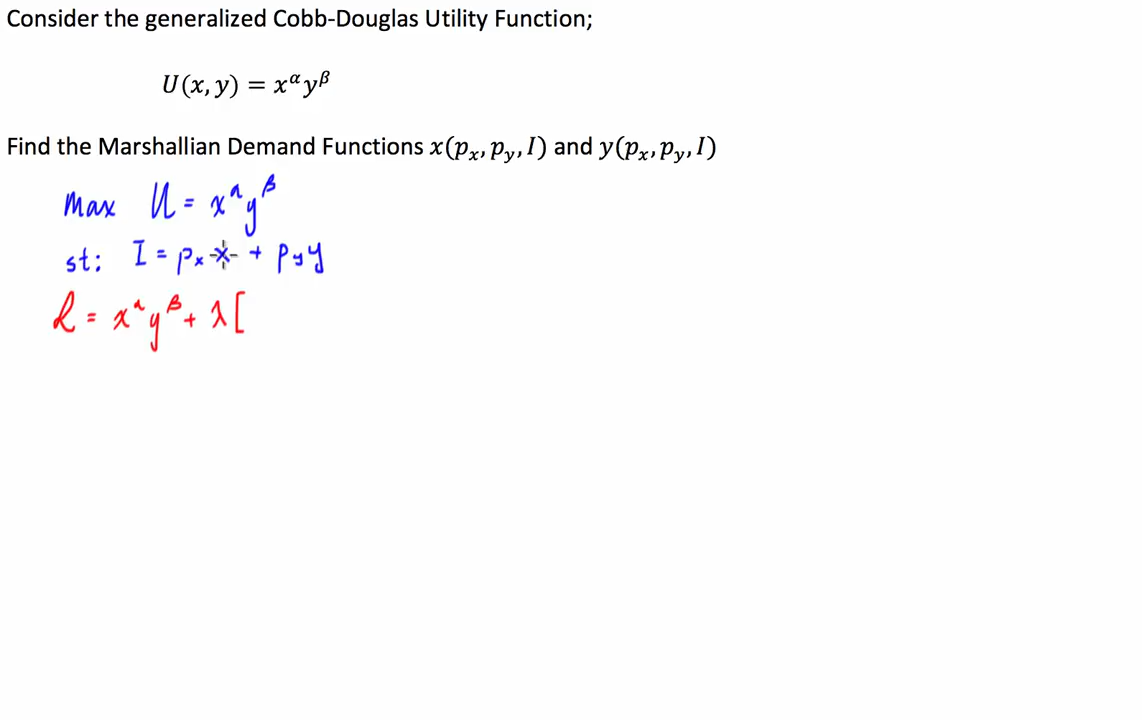 Consider the generalized Cobb-Douglas Utility Function;
U(x, y) = x^α y^β
Find the Marshallian Demand Functions x(p_x, p_y, I) and y(p_x, p_y, I)
Max U = x^α y^β
st: I = p_x x + p_y y
ℒ = x^α y^β + λ[